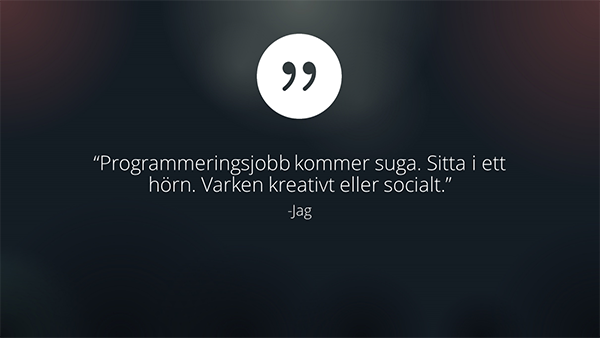 ”
“Programmeringsjobb kommer suga. Sitta i ett
hörn. Varken kreativt eller socialt.”
-Jag